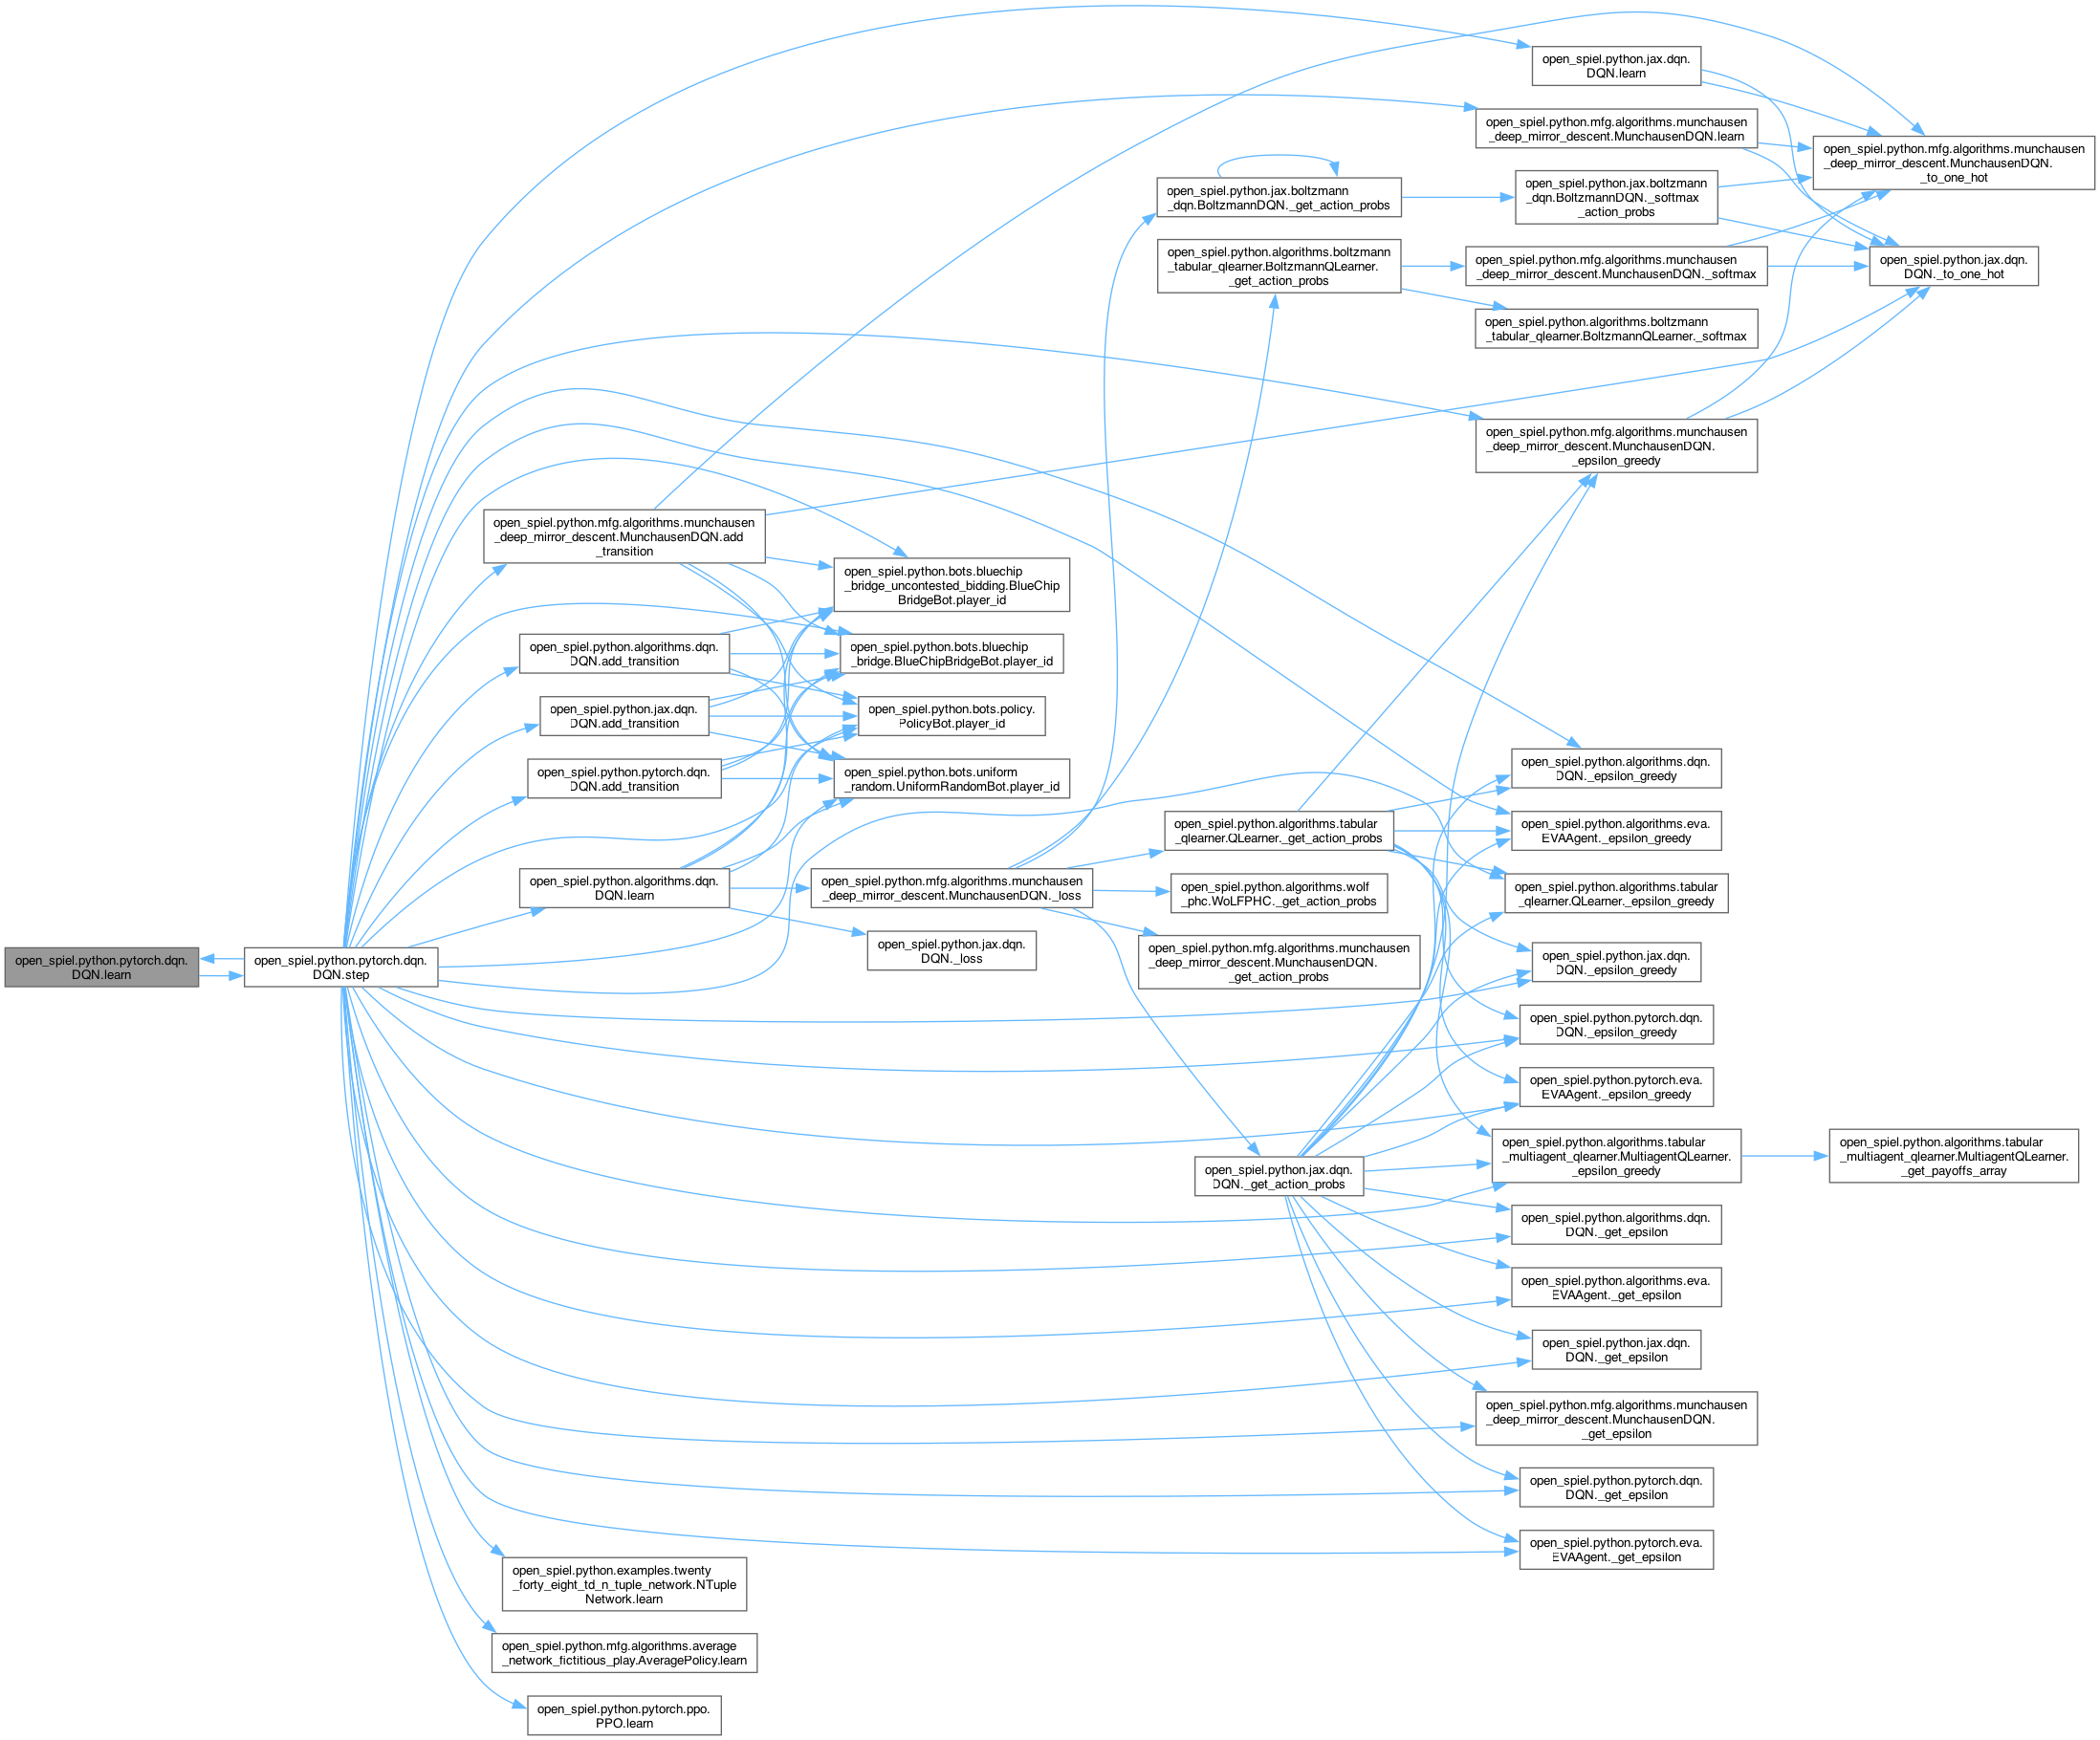 open_spiel.python.jax.dqn.
DQN.learn
open_spiel.python.mfg.algorithms.munchausen
_deep_mirror_descent.MunchausenDQN.learn
open_spiel.python.mfg.algorithms.munchausen
_deep_mirror_descent.MunchausenDQN.
_to_one_hot
open_spiel.python.jax.boltzmann
_dqn.BoltzmannDQN._get_action_probs
open_spiel.python.jax.boltzmann
_dqn.BoltzmannDQN._softmax
_action_probs
open_spiel.python.algorithms.boltzmann
_tabular_qlearner.BoltzmannQLearner.
_get_action_probs
open_spiel.python.mfg.algorithms.munchausen
_deep_mirror_descent.MunchausenDQN._softmax
open_spiel.python.jax.dqn.
DQN._to_one_hot
open_spiel.python.algorithms.boltzmann
_tabular_qlearner.BoltzmannQLearner._softmax
open_spiel.python.mfg.algorithms.munchausen
_deep_mirror_descent.MunchausenDQN.
_epsilon_greedy
open_spiel.python.mfg.algorithms.munchausen
_deep_mirror_descent.MunchausenDQN.add
_transition
open_spiel.python.bots.bluechip
_bridge_uncontested_bidding.BlueChip
BridgeBot.player_id
open_spiel.python.algorithms.dqn.
DQN.add_transition
open_spiel.python.bots.bluechip
_bridge.BlueChipBridgeBot.player_id
open_spiel.python.jax.dqn.
DQN.add_transition
open_spiel.python.bots.policy.
PolicyBot.player_id
open_spiel.python.pytorch.dqn.
DQN.add_transition
open_spiel.python.bots.uniform
_random.UniformRandomBot.player_id
open_spiel.python.algorithms.dqn.
DQN._epsilon_greedy
open_spiel.python.algorithms.tabular
_qlearner.QLearner._get_action_probs
open_spiel.python.algorithms.eva.
EVAAgent._epsilon_greedy
open_spiel.python.algorithms.dqn.
DQN.learn
open_spiel.python.mfg.algorithms.munchausen
_deep_mirror_descent.MunchausenDQN._loss
open_spiel.python.algorithms.wolf
_phc.WoLFPHC._get_action_probs
open_spiel.python.algorithms.tabular
_qlearner.QLearner._epsilon_greedy
open_spiel.python.pytorch.dqn.
DQN.learn
open_spiel.python.pytorch.dqn.
DQN.step
open_spiel.python.jax.dqn.
DQN._loss
open_spiel.python.mfg.algorithms.munchausen
_deep_mirror_descent.MunchausenDQN.
_get_action_probs
open_spiel.python.jax.dqn.
DQN._epsilon_greedy
open_spiel.python.pytorch.dqn.
DQN._epsilon_greedy
open_spiel.python.pytorch.eva.
EVAAgent._epsilon_greedy
open_spiel.python.jax.dqn.
DQN._get_action_probs
open_spiel.python.algorithms.tabular
_multiagent_qlearner.MultiagentQLearner.
_epsilon_greedy
open_spiel.python.algorithms.tabular
_multiagent_qlearner.MultiagentQLearner.
_get_payoffs_array
open_spiel.python.algorithms.dqn.
DQN._get_epsilon
open_spiel.python.algorithms.eva.
EVAAgent._get_epsilon
open_spiel.python.jax.dqn.
DQN._get_epsilon
open_spiel.python.mfg.algorithms.munchausen
_deep_mirror_descent.MunchausenDQN.
_get_epsilon
open_spiel.python.pytorch.dqn.
DQN._get_epsilon
open_spiel.python.pytorch.eva.
EVAAgent._get_epsilon
open_spiel.python.examples.twenty
_forty_eight_td_n_tuple_network.NTuple
Network.learn
open_spiel.python.mfg.algorithms.average
_network_fictitious_play.AveragePolicy.learn
open_spiel.python.pytorch.ppo.
PPO.learn